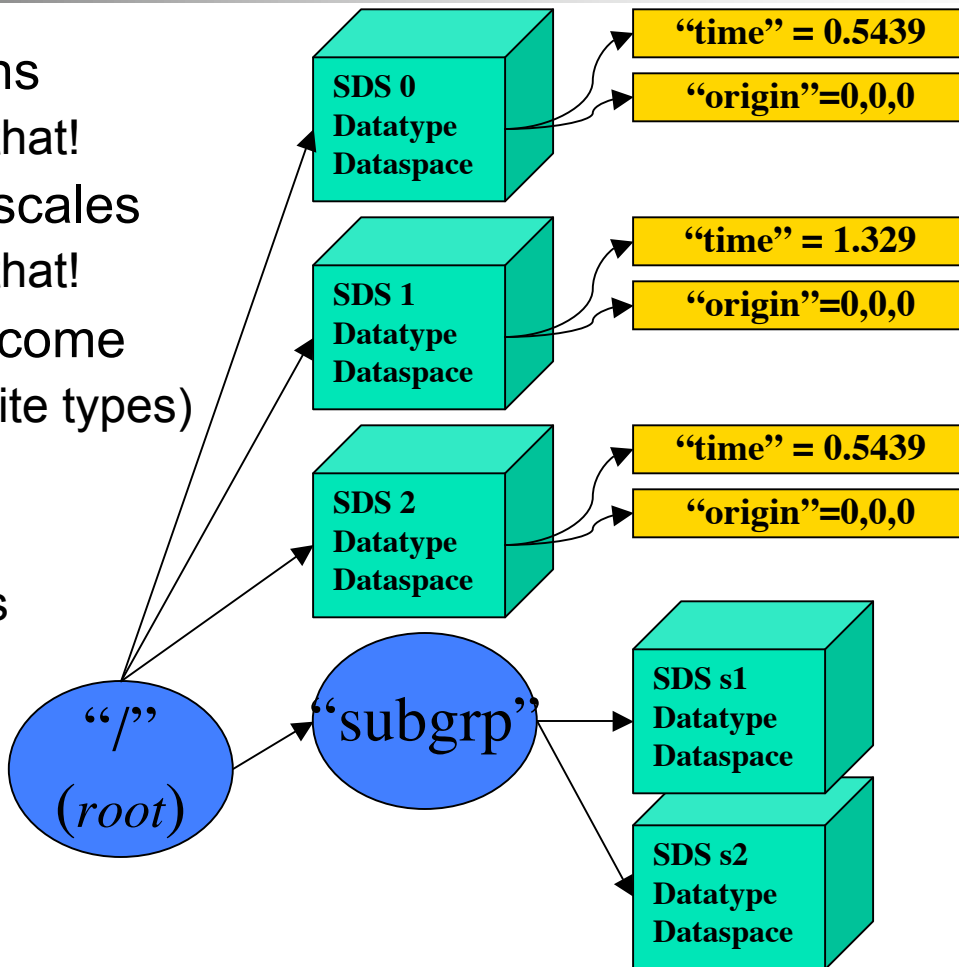 ns
hat!
scales
hat!
come
ite types)
s
“/”
(root)
“subgrp”
SDS 0
Datatype
Dataspace
“time” = 0.5439
“origin”=0,0,0
SDS 1
Datatype
Dataspace
“time” = 1.329
“origin”=0,0,0
SDS 2
Datatype
Dataspace
“time” = 0.5439
“origin”=0,0,0
SDS s1
Datatype
Dataspace
SDS s2
Datatype
Dataspace